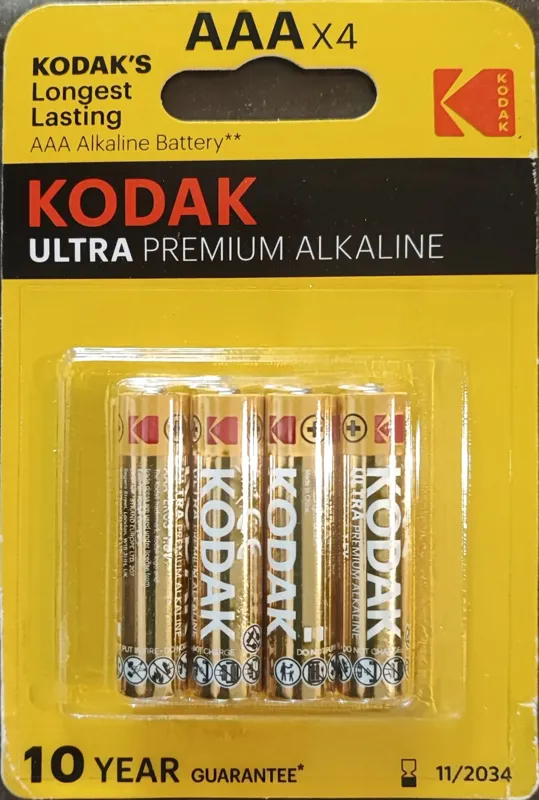 AAA X4
KODAK'S
Longest
Lasting
AAA Alkaline Battery**
KODAK
KODAK
ULTRA PREMIUM ALKALINE
KODAK
KODAK
KODAK
ULTRA PREMIUM ALKALINE
10 YEAR GUARANTEE*
11/2034